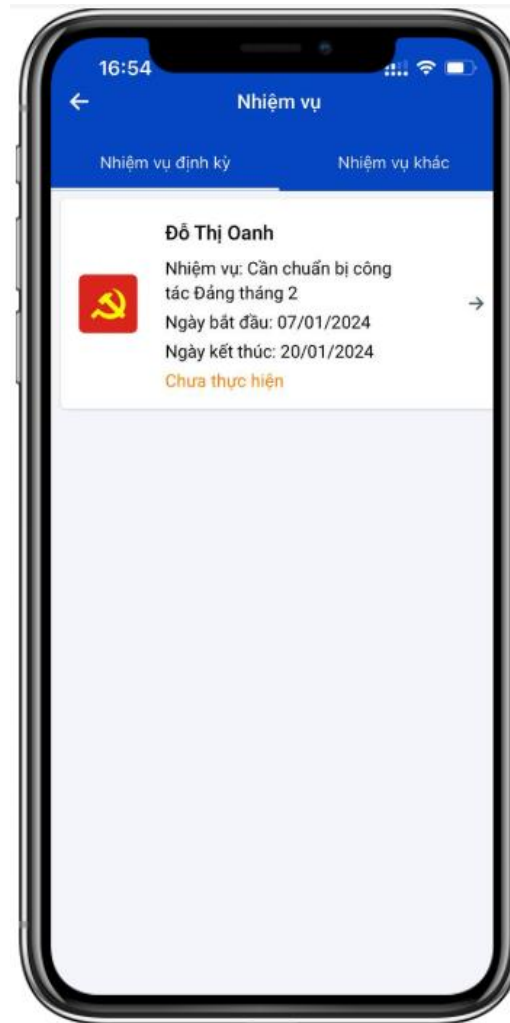 16:54
Nhiệm vụ
Nhiệm vụ định kỳ
Nhiệm vụ khác
Đỗ Thị Oanh
Nhiệm vụ: Cần chuẩn bị công
tác Đảng tháng 2
Ngày bắt đầu: 07/01/2024
Ngày kết thúc: 20/01/2024
Chưa thực hiện